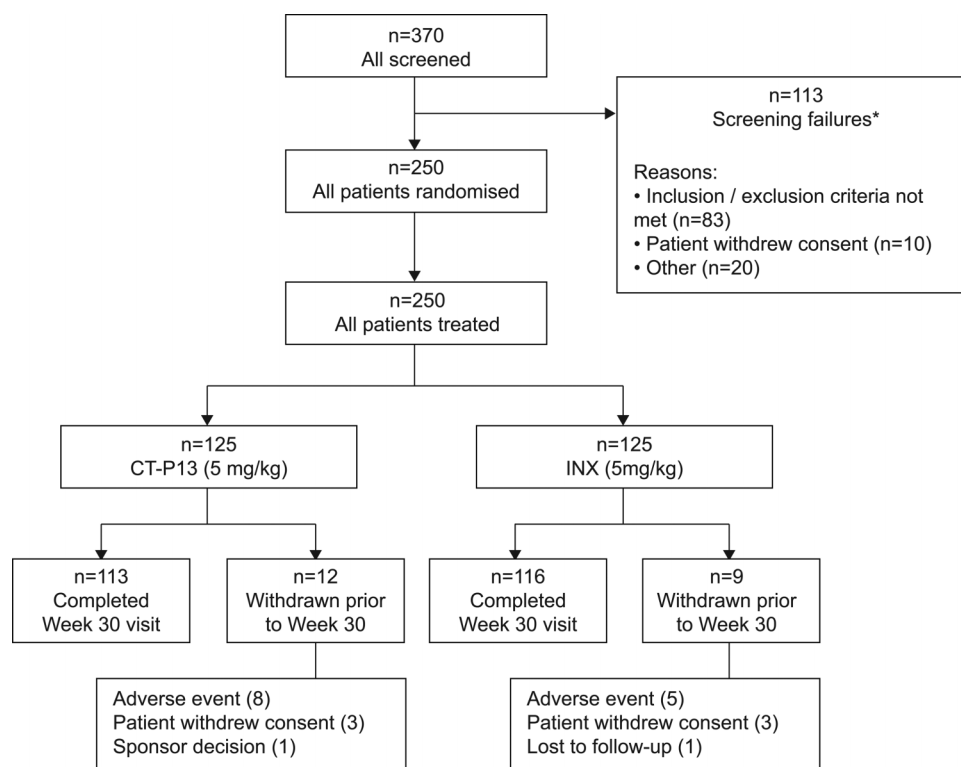 n=370
All screened
n=113
Screening failures*
Reasons:
• Inclusion / exclusion criteria not
met (n=83)
• Patient withdrew consent (n=10)
• Other (n=20)
n=250
All patients randomised
n=250
All patients treated
n=125
CT-P13 (5 mg/kg)
n=125
INX (5mg/kg)
n=113
Completed
Week 30 visit
n=12
Withdrawn prior
to Week 30
n=116
Completed
Week 30 visit
n=9
Withdrawn prior
to Week 30
Adverse event (8)
Patient withdrew consent (3)
Sponsor decision (1)
Adverse event (5)
Patient withdrew consent (3)
Lost to follow-up (1)